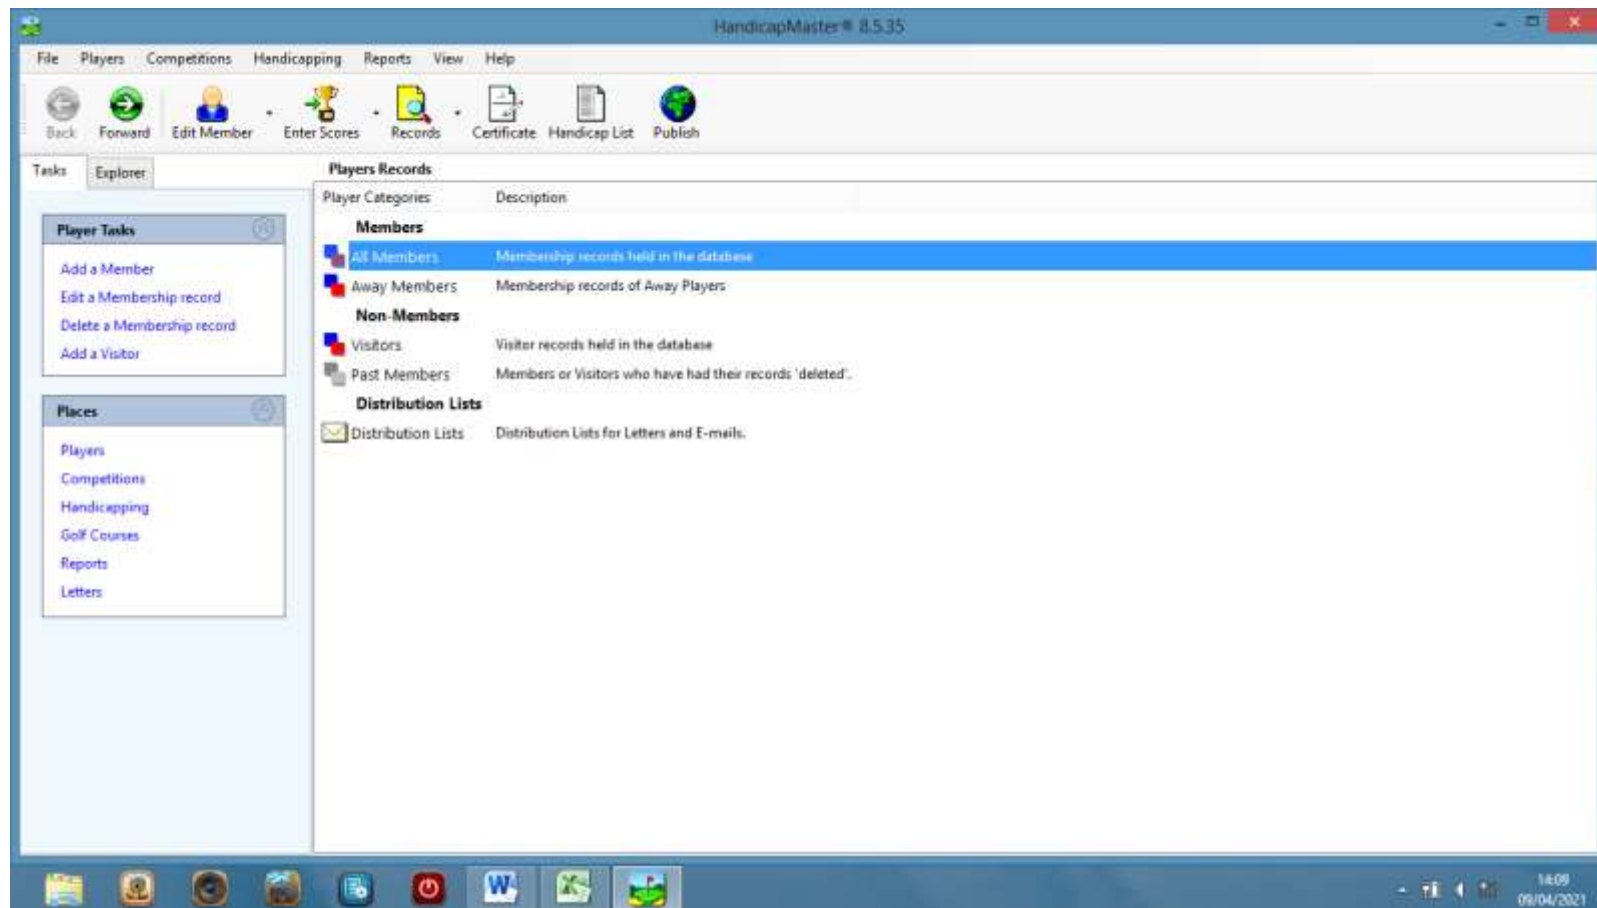 HandicapMaster® 8.5.35
File Players Competitions Handicapping Reports View Help
Back Forward Edit Member Enter Scores Records Certificate Handicap List Publish
Tasks Explorer
Players Records
Player Categories Description
Members
All Members Membership records held in the database
Away Members Membership records of Away Players
Non-Members
Visitors Visitor records held in the database
Past Members Members or Visitors who have had their records 'deleted'.
Distribution Lists
Distribution Lists Distribution Lists for Letters and E-mails.
Player Tasks
Add a Member
Edit a Membership record
Delete a Membership record
Add a Visitor
Places
Players
Competitions
Handicapping
Golf Courses
Reports
Letters
14:09
09/04/2021